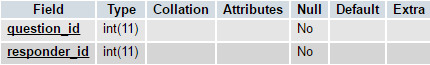 Field Type Collation Attributes Null Default Extra
question_id int(11) No
responder_id int(11) No